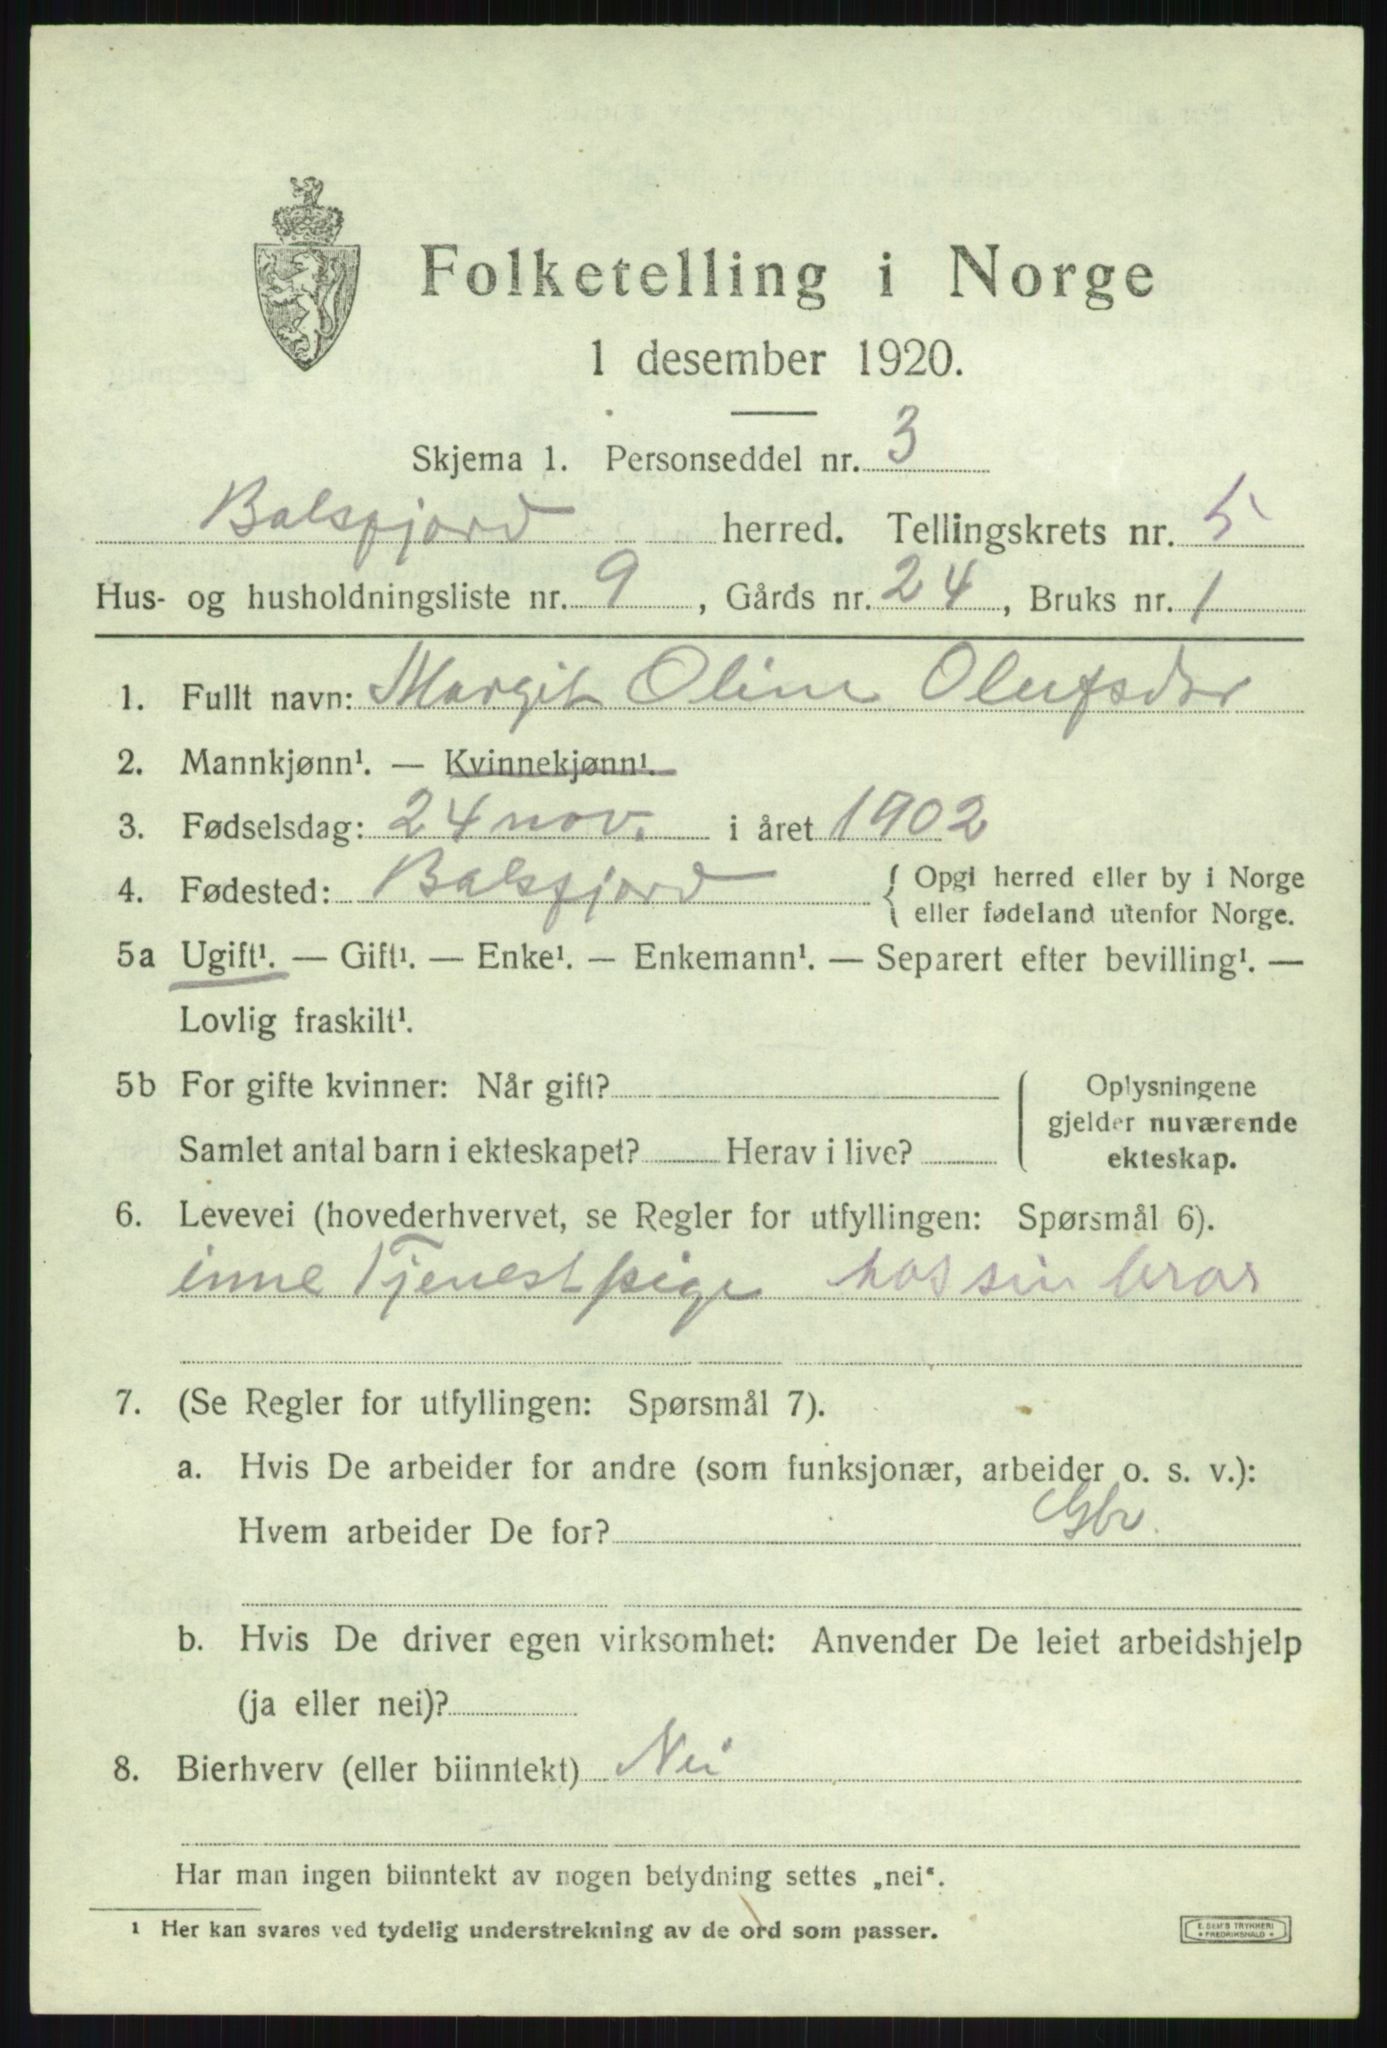 Folketelling i Norge
1 desember 1920.
Skjema 1. Personseddel nr. 3
Balsfjord herred. Tellingskrets nr. 5
Hus- og husholdningsliste nr. 9, Gårds nr. 24, Bruks nr. 1
1. Fullt navn: Margit Oline Olufsdtr
2. Mannkjønn¹. — Kvinnekjønn¹.
3. Fødselsdag: 24 nov. i året 1902
4. Fødested: Balsfjord { Opgi herred eller by i Norge
eller fødeland utenfor Norge.
5a Ugift¹. — Gift¹. — Enke¹. — Enkemann¹. — Separert efter bevilling¹. —
Lovlig fraskilt¹.
5b For gifte kvinner: Når gift?
Samlet antal barn i ekteskapet? Herav i live?
Oplysningene
gjelder nuværende
ekteskap.
6. Levevei (hovederhvervet, se Regler for utfyllingen: Spørsmål 6).
inne Tjenestpige hos sin bror
7. (Se Regler for utfyllingen: Spørsmål 7).
a. Hvis De arbeider for andre (som funksjonær, arbeider o. s. v.):
Hvem arbeider De for? Gbr
b. Hvis De driver egen virksomhet: Anvender De leiet arbeidshjelp
(ja eller nei)?
8. Bierhverv (eller biinntekt) Nei
Har man ingen biinntekt av nogen betydning settes „nei“.
¹ Her kan svares ved tydelig understrekning av de ord som passer.
E. SEM'S TRYKKERI
* FREDRIKSHALD *